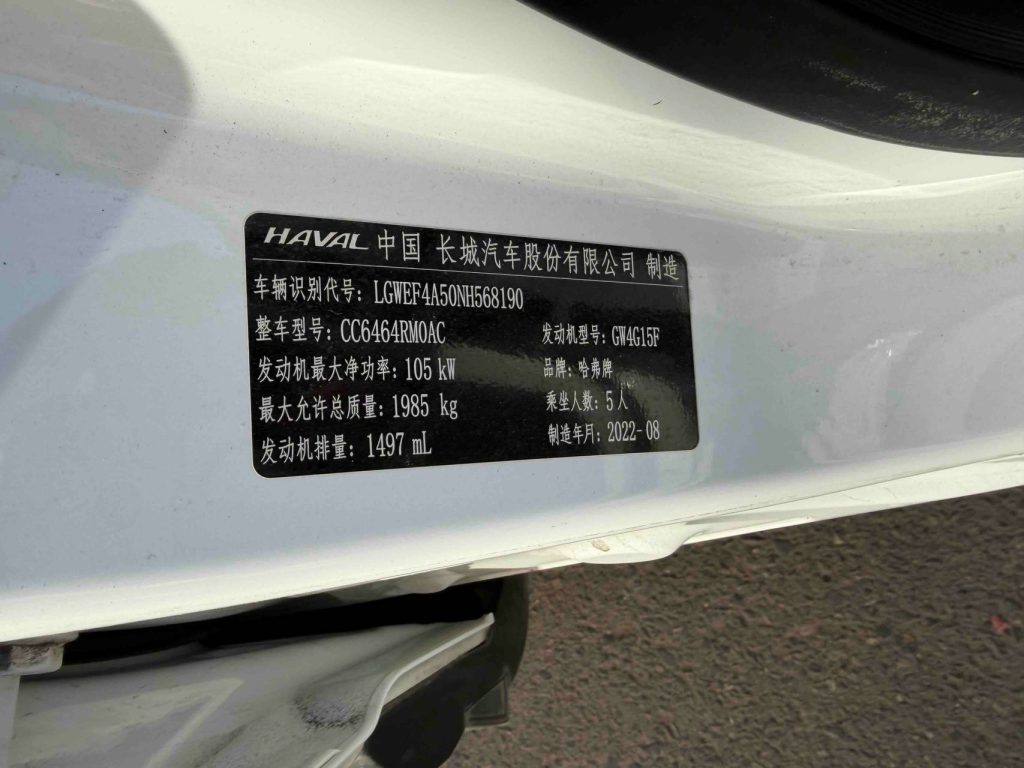 HAVAL 中国 长城汽车股份有限公司 制造
车辆识别代号: LGWEF4A50NH568190
整车型号: CC6464RM0AC 发动机型号: GW4G15F
发动机最大净功率: 105 kW 品牌: 哈弗牌
最大允许总质量: 1985 kg 乘坐人数: 5人
发动机排量: 1497 mL 制造年月: 2022-08